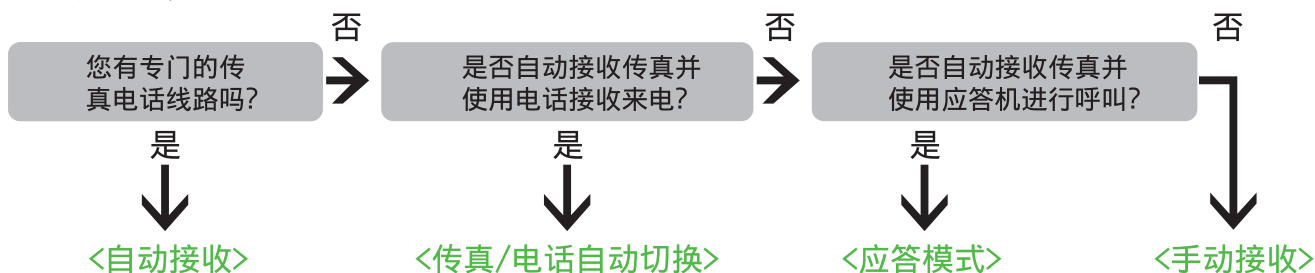 否
否
否
您有专门的传
真电话线路吗?
是否自动接收传真并
使用电话接收来电?
是否自动接收传真并
使用应答机进行呼叫?
是
是
是
<自动接收>
<传真/电话自动切换>
<应答模式>
<手动接收>